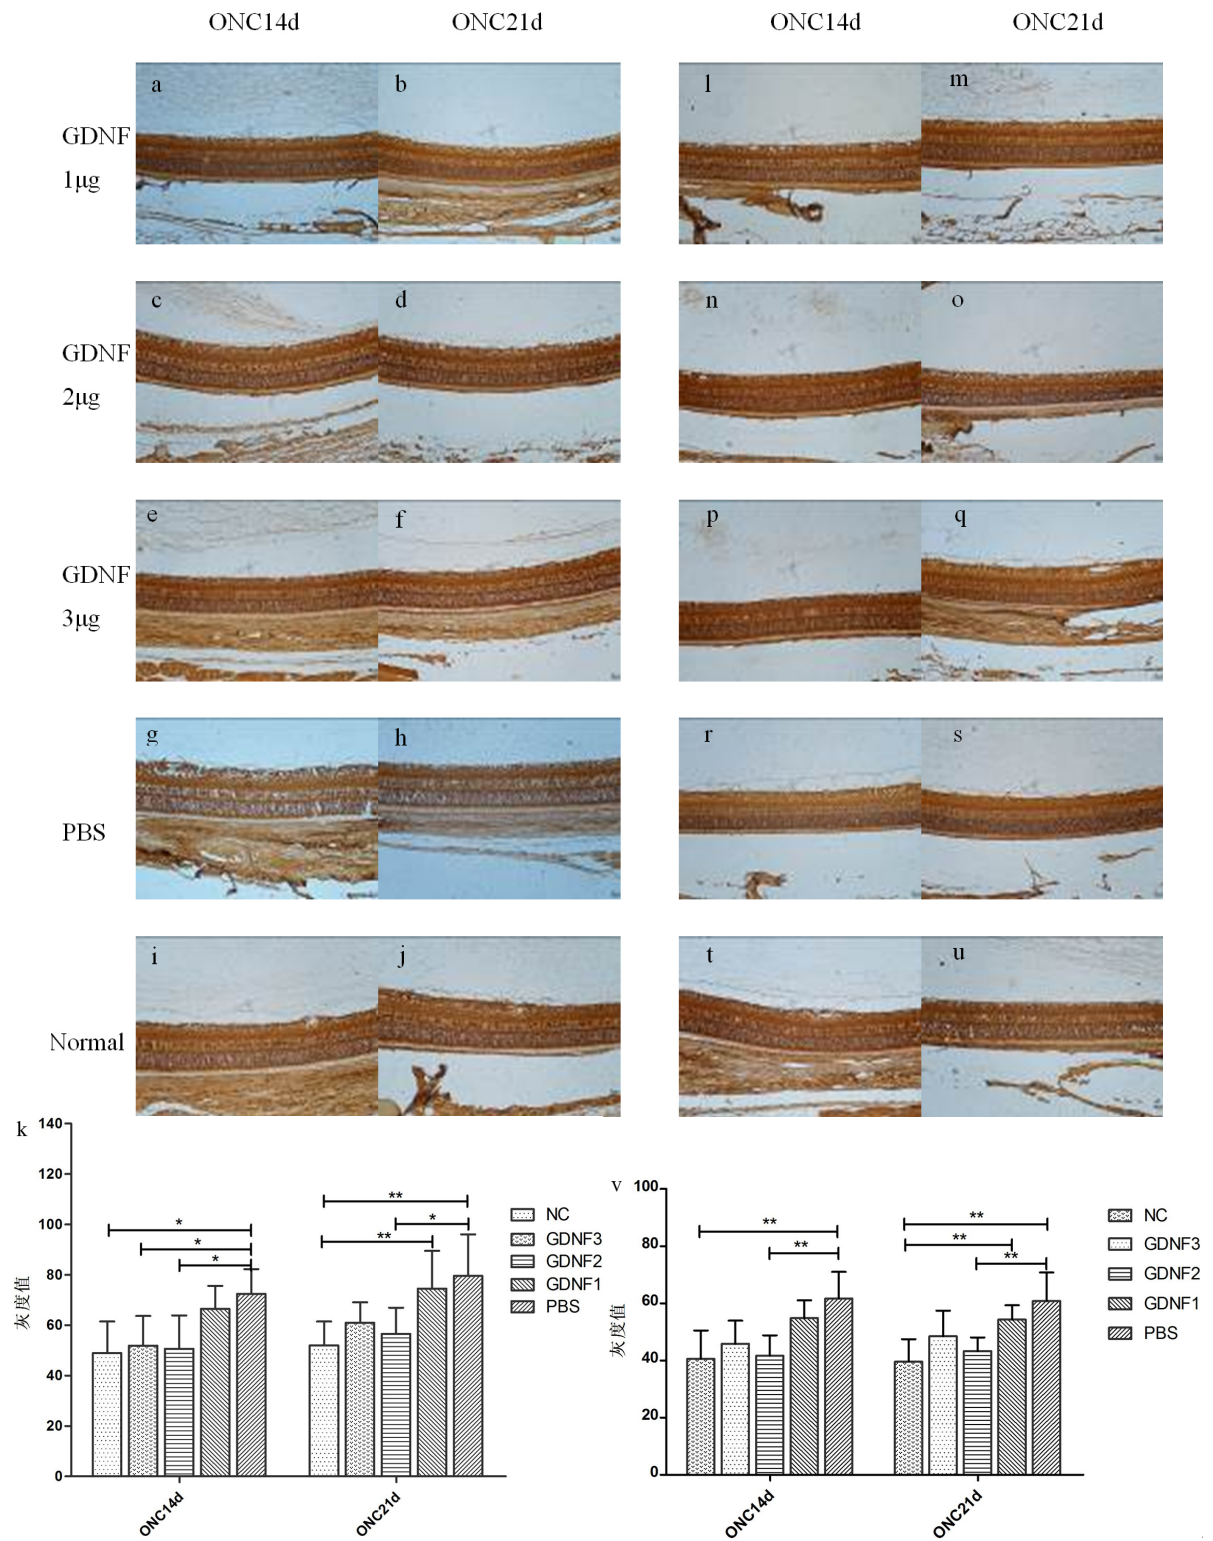 ONC14d ONC21d ONC14d ONC21d
a b l m
GDNF
1μg
c d n o
GDNF
2μg
e f p q
GDNF
3μg
g h r s
PBS
i j t u
Normal
k
140
120
100
80
60
40
20
0
灰度值
* * * ** * **
NC
GDNF3
GDNF2
GDNF1
PBS
ONC14d ONC21d
v
100
80
60
40
20
0
灰度值
** ** ** ** **
NC
GDNF3
GDNF2
GDNF1
PBS
ONC14d ONC21d